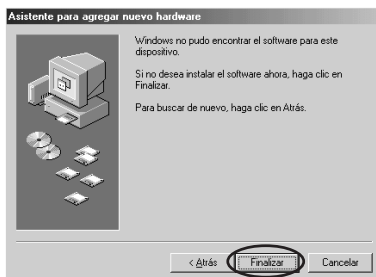 Asistente para agregar nuevo hardware
Windows no pudo encontrar el software para este
dispositivo.
Si no desea instalar el software ahora, haga clic en
Finalizar.
Para buscar de nuevo, haga clic en Atrás.
< Atrás Finalizar Cancelar